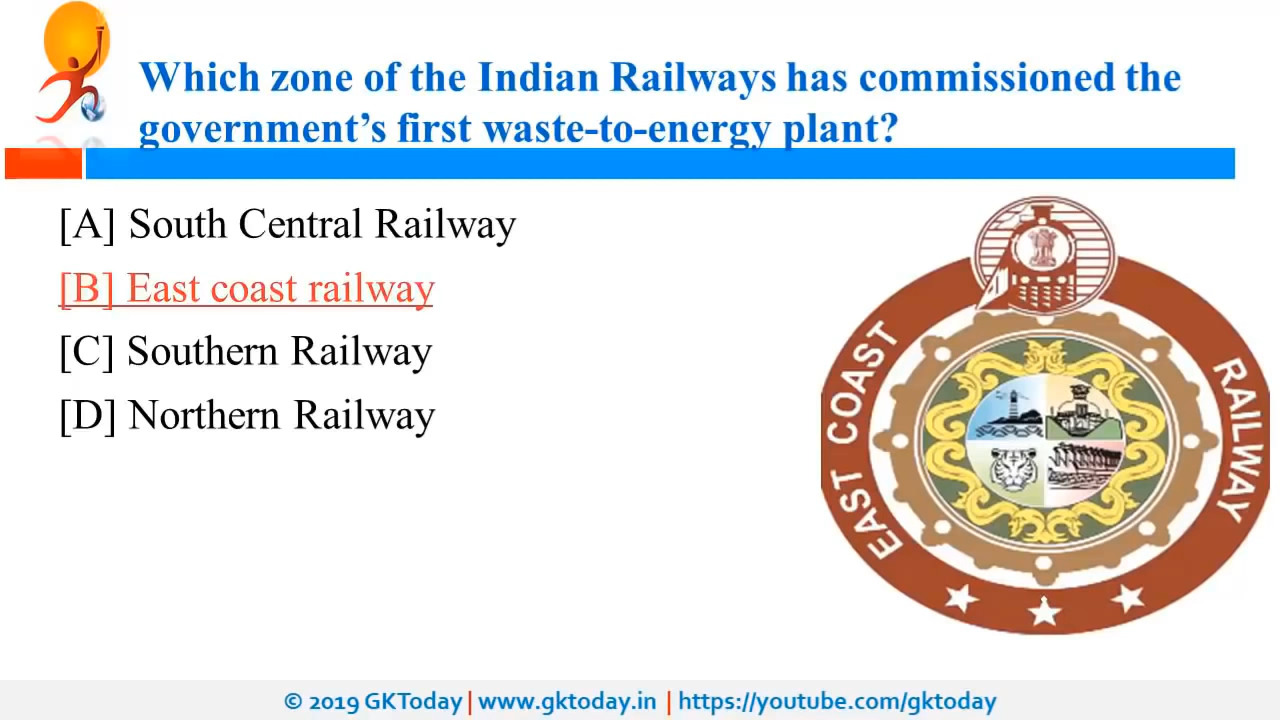 Which zone of the Indian Railways has commissioned the
government’s first waste-to-energy plant?
[A] South Central Railway
[B] East coast railway
[C] Southern Railway
[D] Northern Railway
EAST COAST RAILWAY
© 2019 GKToday | www.gktoday.in | https://youtube.com/gktoday